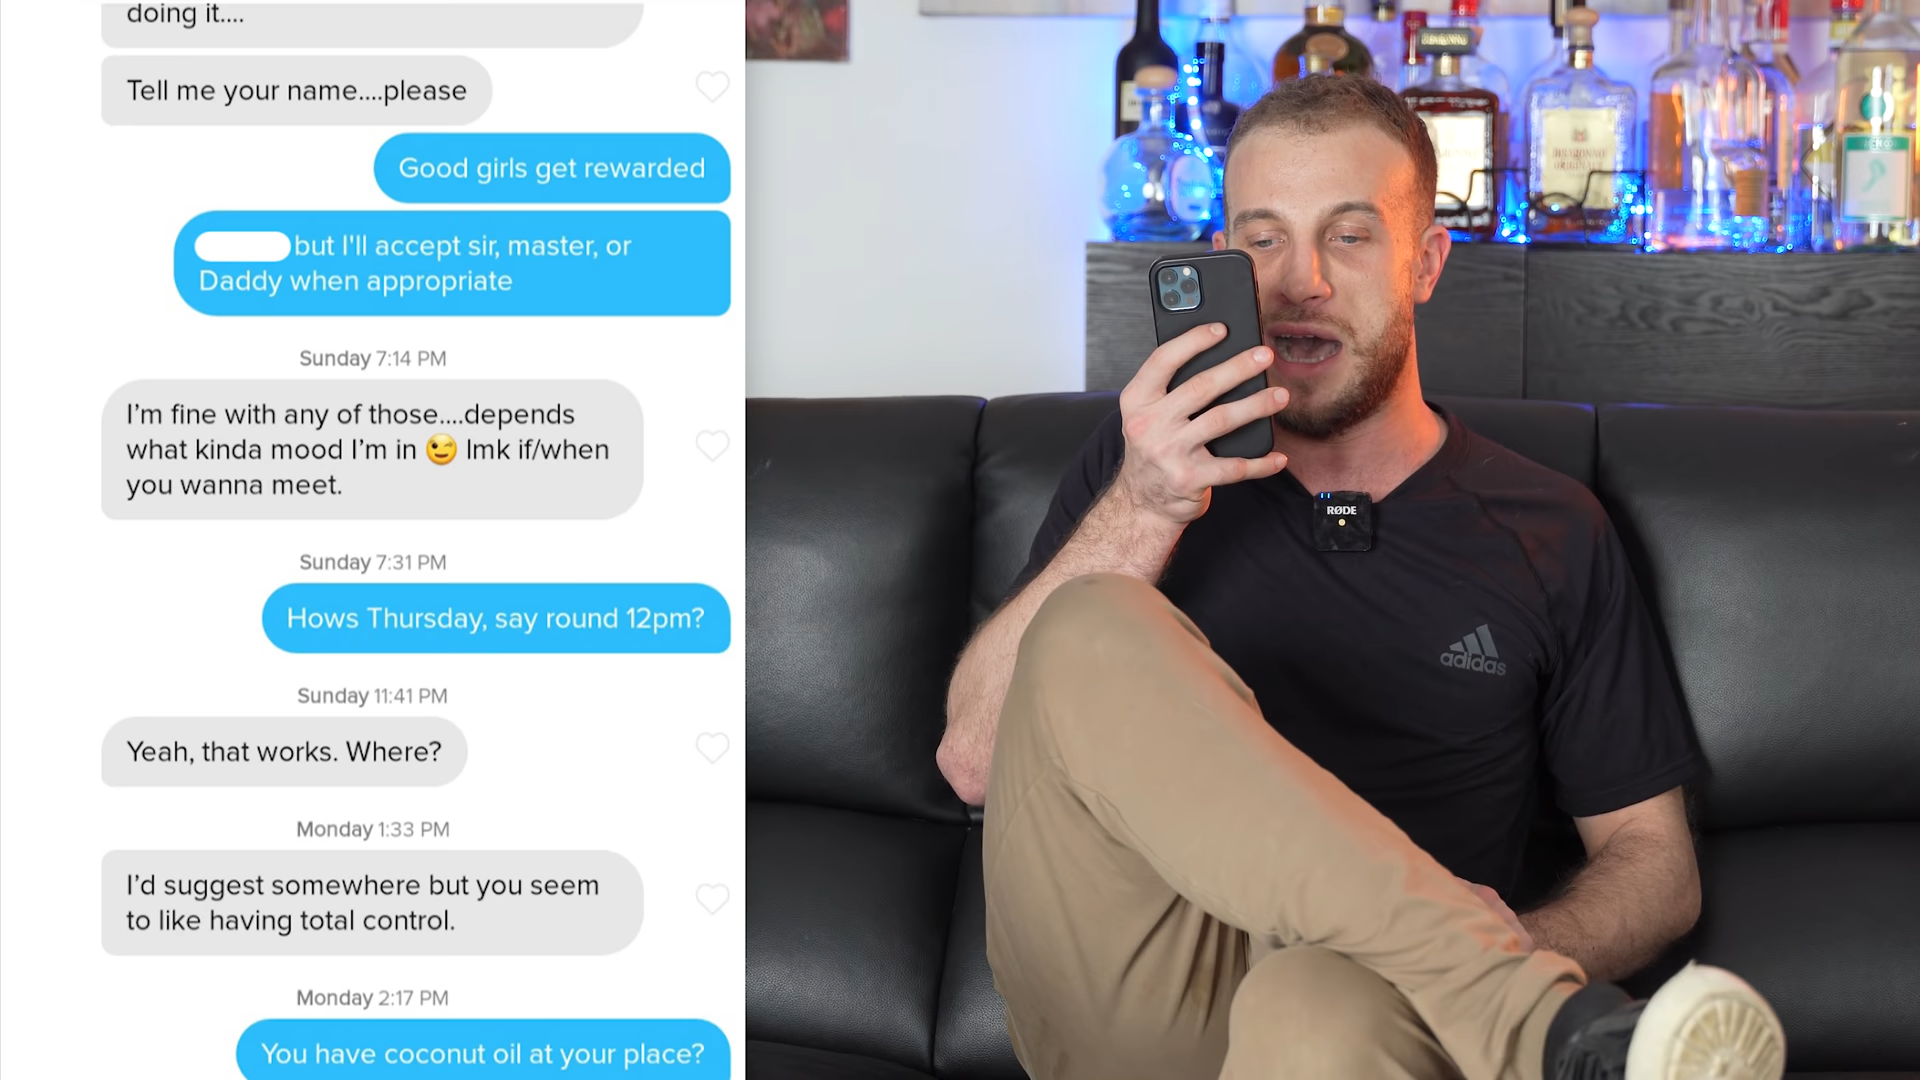 doing it....
Tell me your name....please
Good girls get rewarded
but I'll accept sir, master, or
Daddy when appropriate
Sunday 7:14 PM
I'm fine with any of those....depends
what kinda mood I'm in 😉 lmk if/when
you wanna meet.
Sunday 7:31 PM
Hows Thursday, say round 12pm?
Sunday 11:41 PM
Yeah, that works. Where?
Monday 1:33 PM
I'd suggest somewhere but you seem
to like having total control.
Monday 2:17 PM
You have coconut oil at your place?
RØDE
adidas